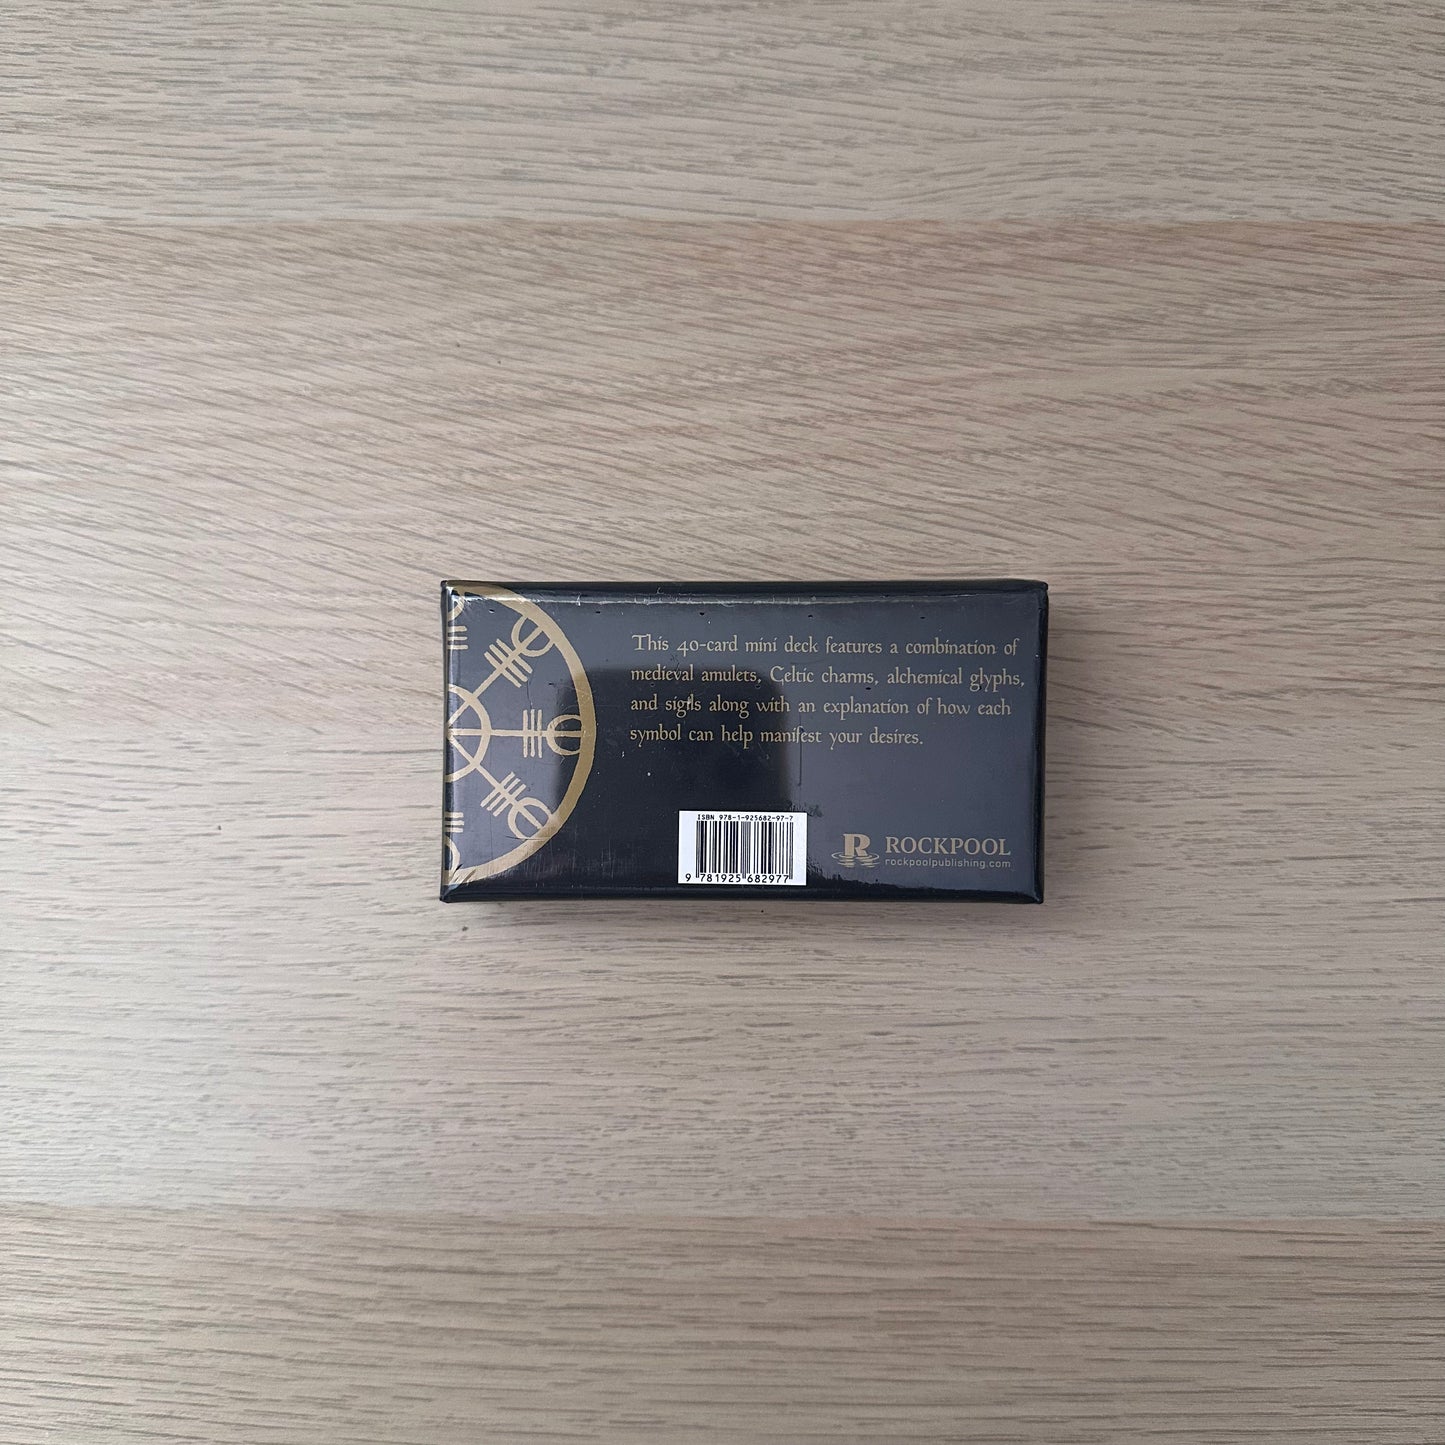 This 40-card mini deck features a combination of
medieval amulets, Celtic charms, alchemical glyphs,
and sigils along with an explanation of how each
symbol can help manifest your desires.
ISBN 978-1-925682-97-7
9 781925 682977
R ROCKPOOL
rockpoolpublishing.com